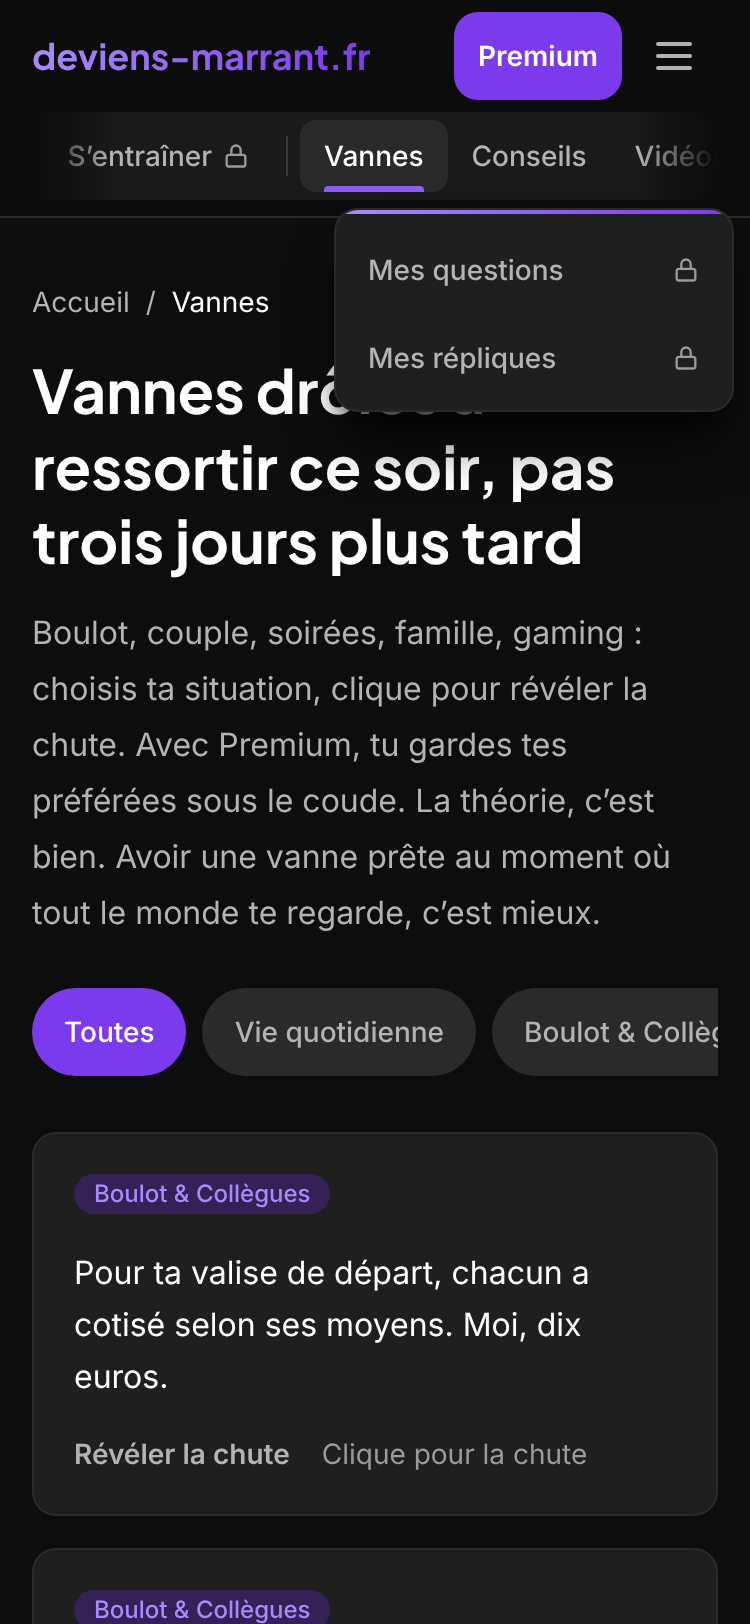 deviens-marrant.fr
Premium
S'entraîner
Vannes
Conseils
Mes questions
Mes répliques
Accueil / Vannes
Vannes
ressortir ce soir, pas
trois jours plus tard
Boulot, couple, soirées, famille, gaming :
choisis ta situation, clique pour révéler la
chute. Avec Premium, tu gardes tes
préférées sous le coude. La théorie, c’est
bien. Avoir une vanne prête au moment où
tout le monde te regarde, c’est mieux.
Toutes
Vie quotidienne
Boulot &
Boulot & Collègues
Pour ta valise de départ, chacun a
cotisé selon ses moyens. Moi, dix
euros.
Révéler la chute
Clique pour la chute
Boulot & Collègues